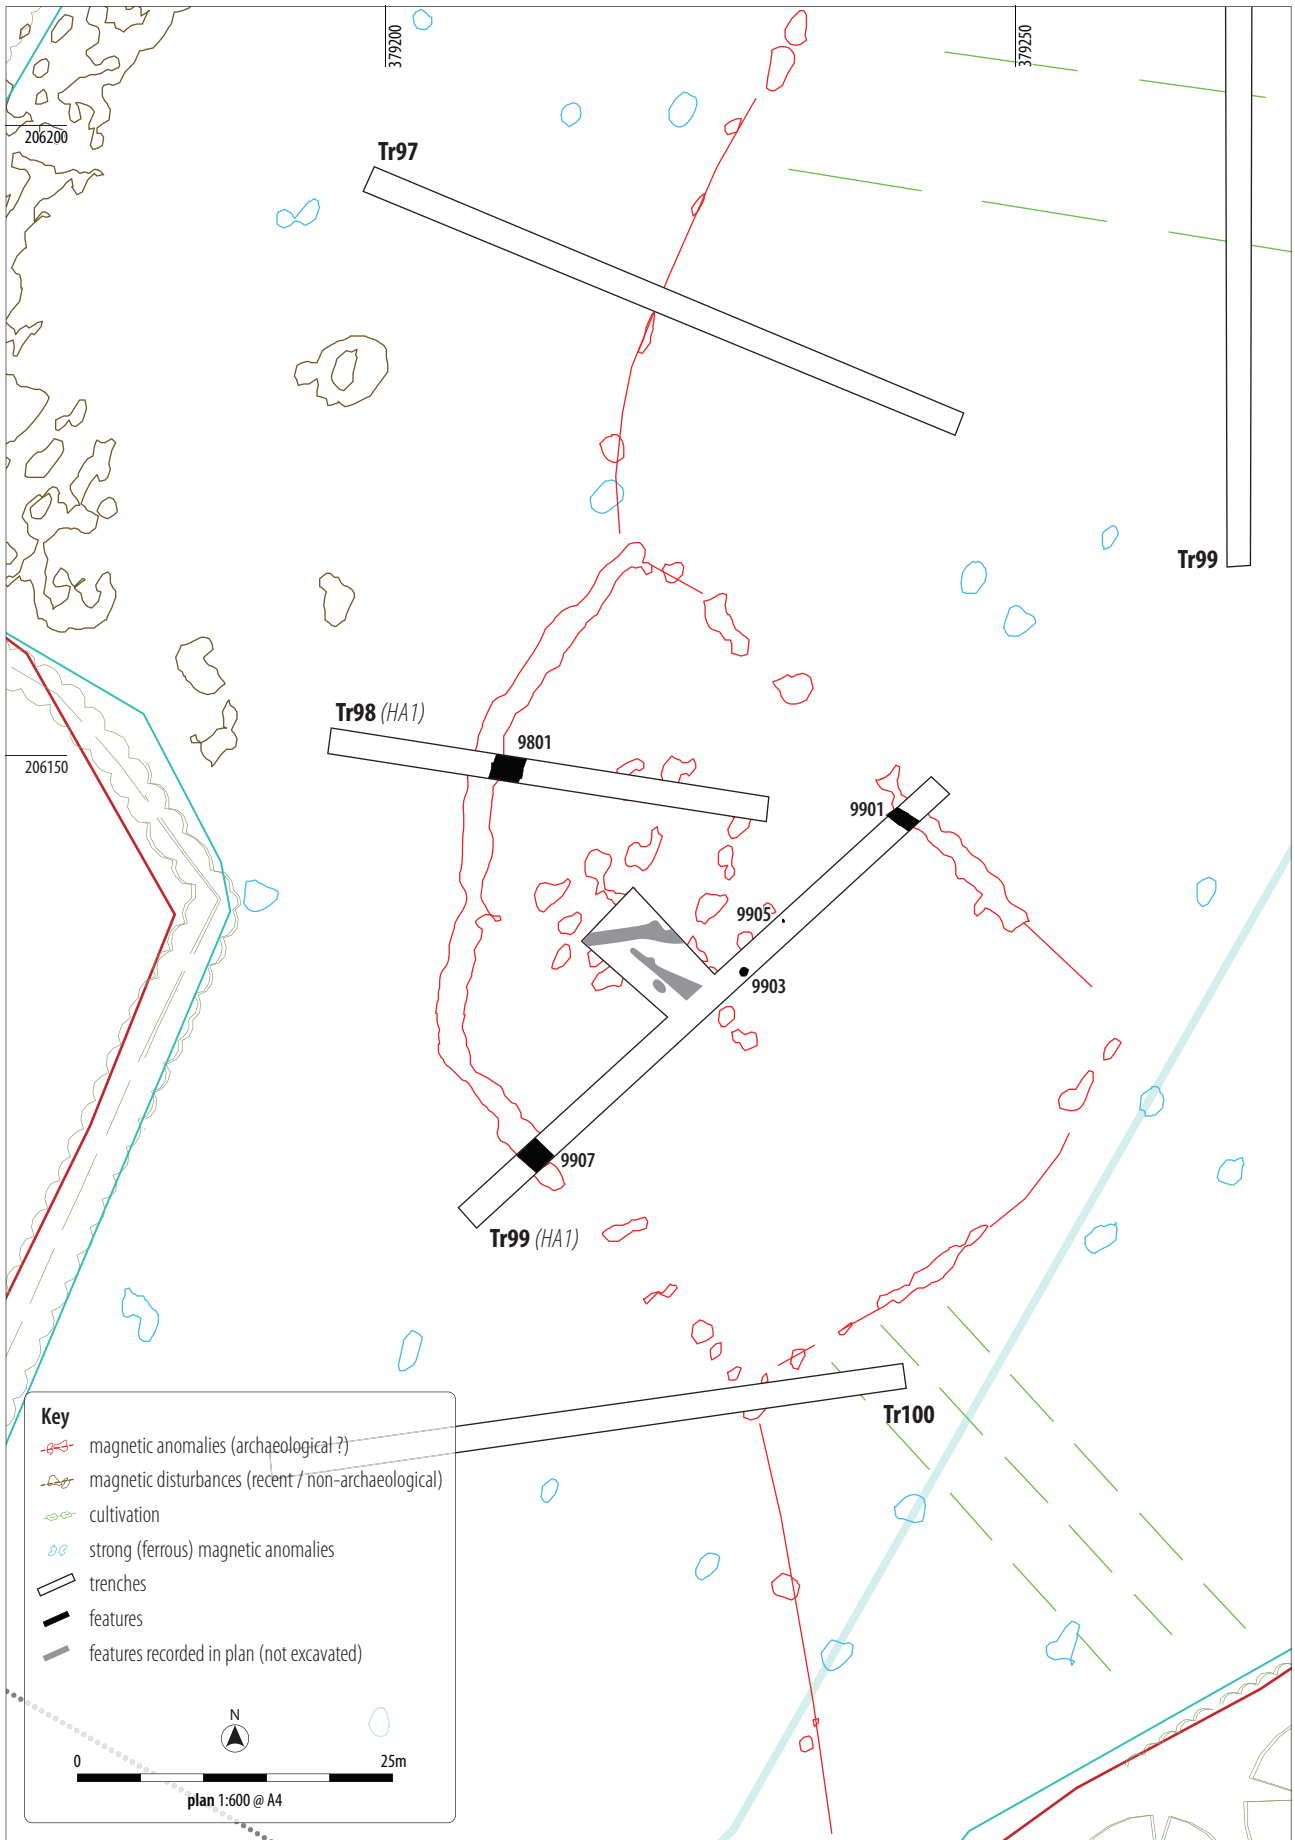 379200
379250
206200
Tr97
Tr99
Tr98 (HA1)
9801
206150
9901
9905
9903
9907
Tr99 (HA1)
Tr100
Key
magnetic anomalies (archaeological ?)
magnetic disturbances (recent / non-archaeological)
cultivation
strong (ferrous) magnetic anomalies
trenches
features
features recorded in plan (not excavated)
N
0 25m
plan 1:600 @ A4